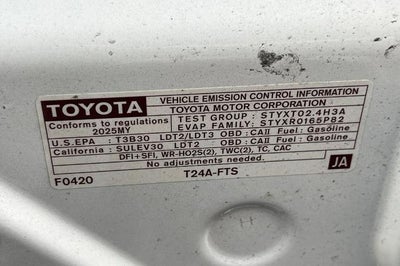 TOYOTA
VEHICLE EMISSION CONTROL INFORMATION
TOYOTA MOTOR CORPORATION
Conforms to regulations
2025MY
TEST GROUP : STYXT02.4H3A
EVAP FAMILY: STYXR0165P82
U.S.EPA : T3B30 LDT2/LDT3 OBD : CAII Fuel : Gasoline
California : SULEV30 LDT2 OBD : CAII Fuel : Gasoline
DFI+SFI, WR-HO2S(2), TWC(2), TC, CAC
No adjustments needed.
F0420
T24A-FTS
JA